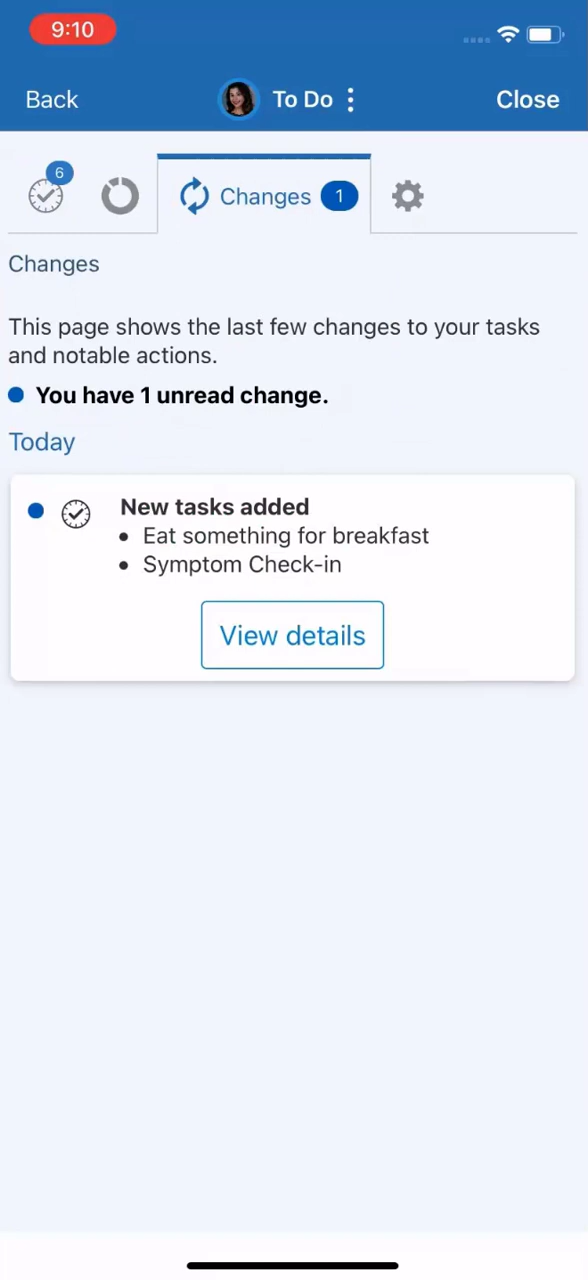 9:10
Back
To Do
Close
6
Changes
1
Changes
This page shows the last few changes to your tasks
and notable actions.
You have 1 unread change.
Today
New tasks added
Eat something for breakfast
Symptom Check-in
View details